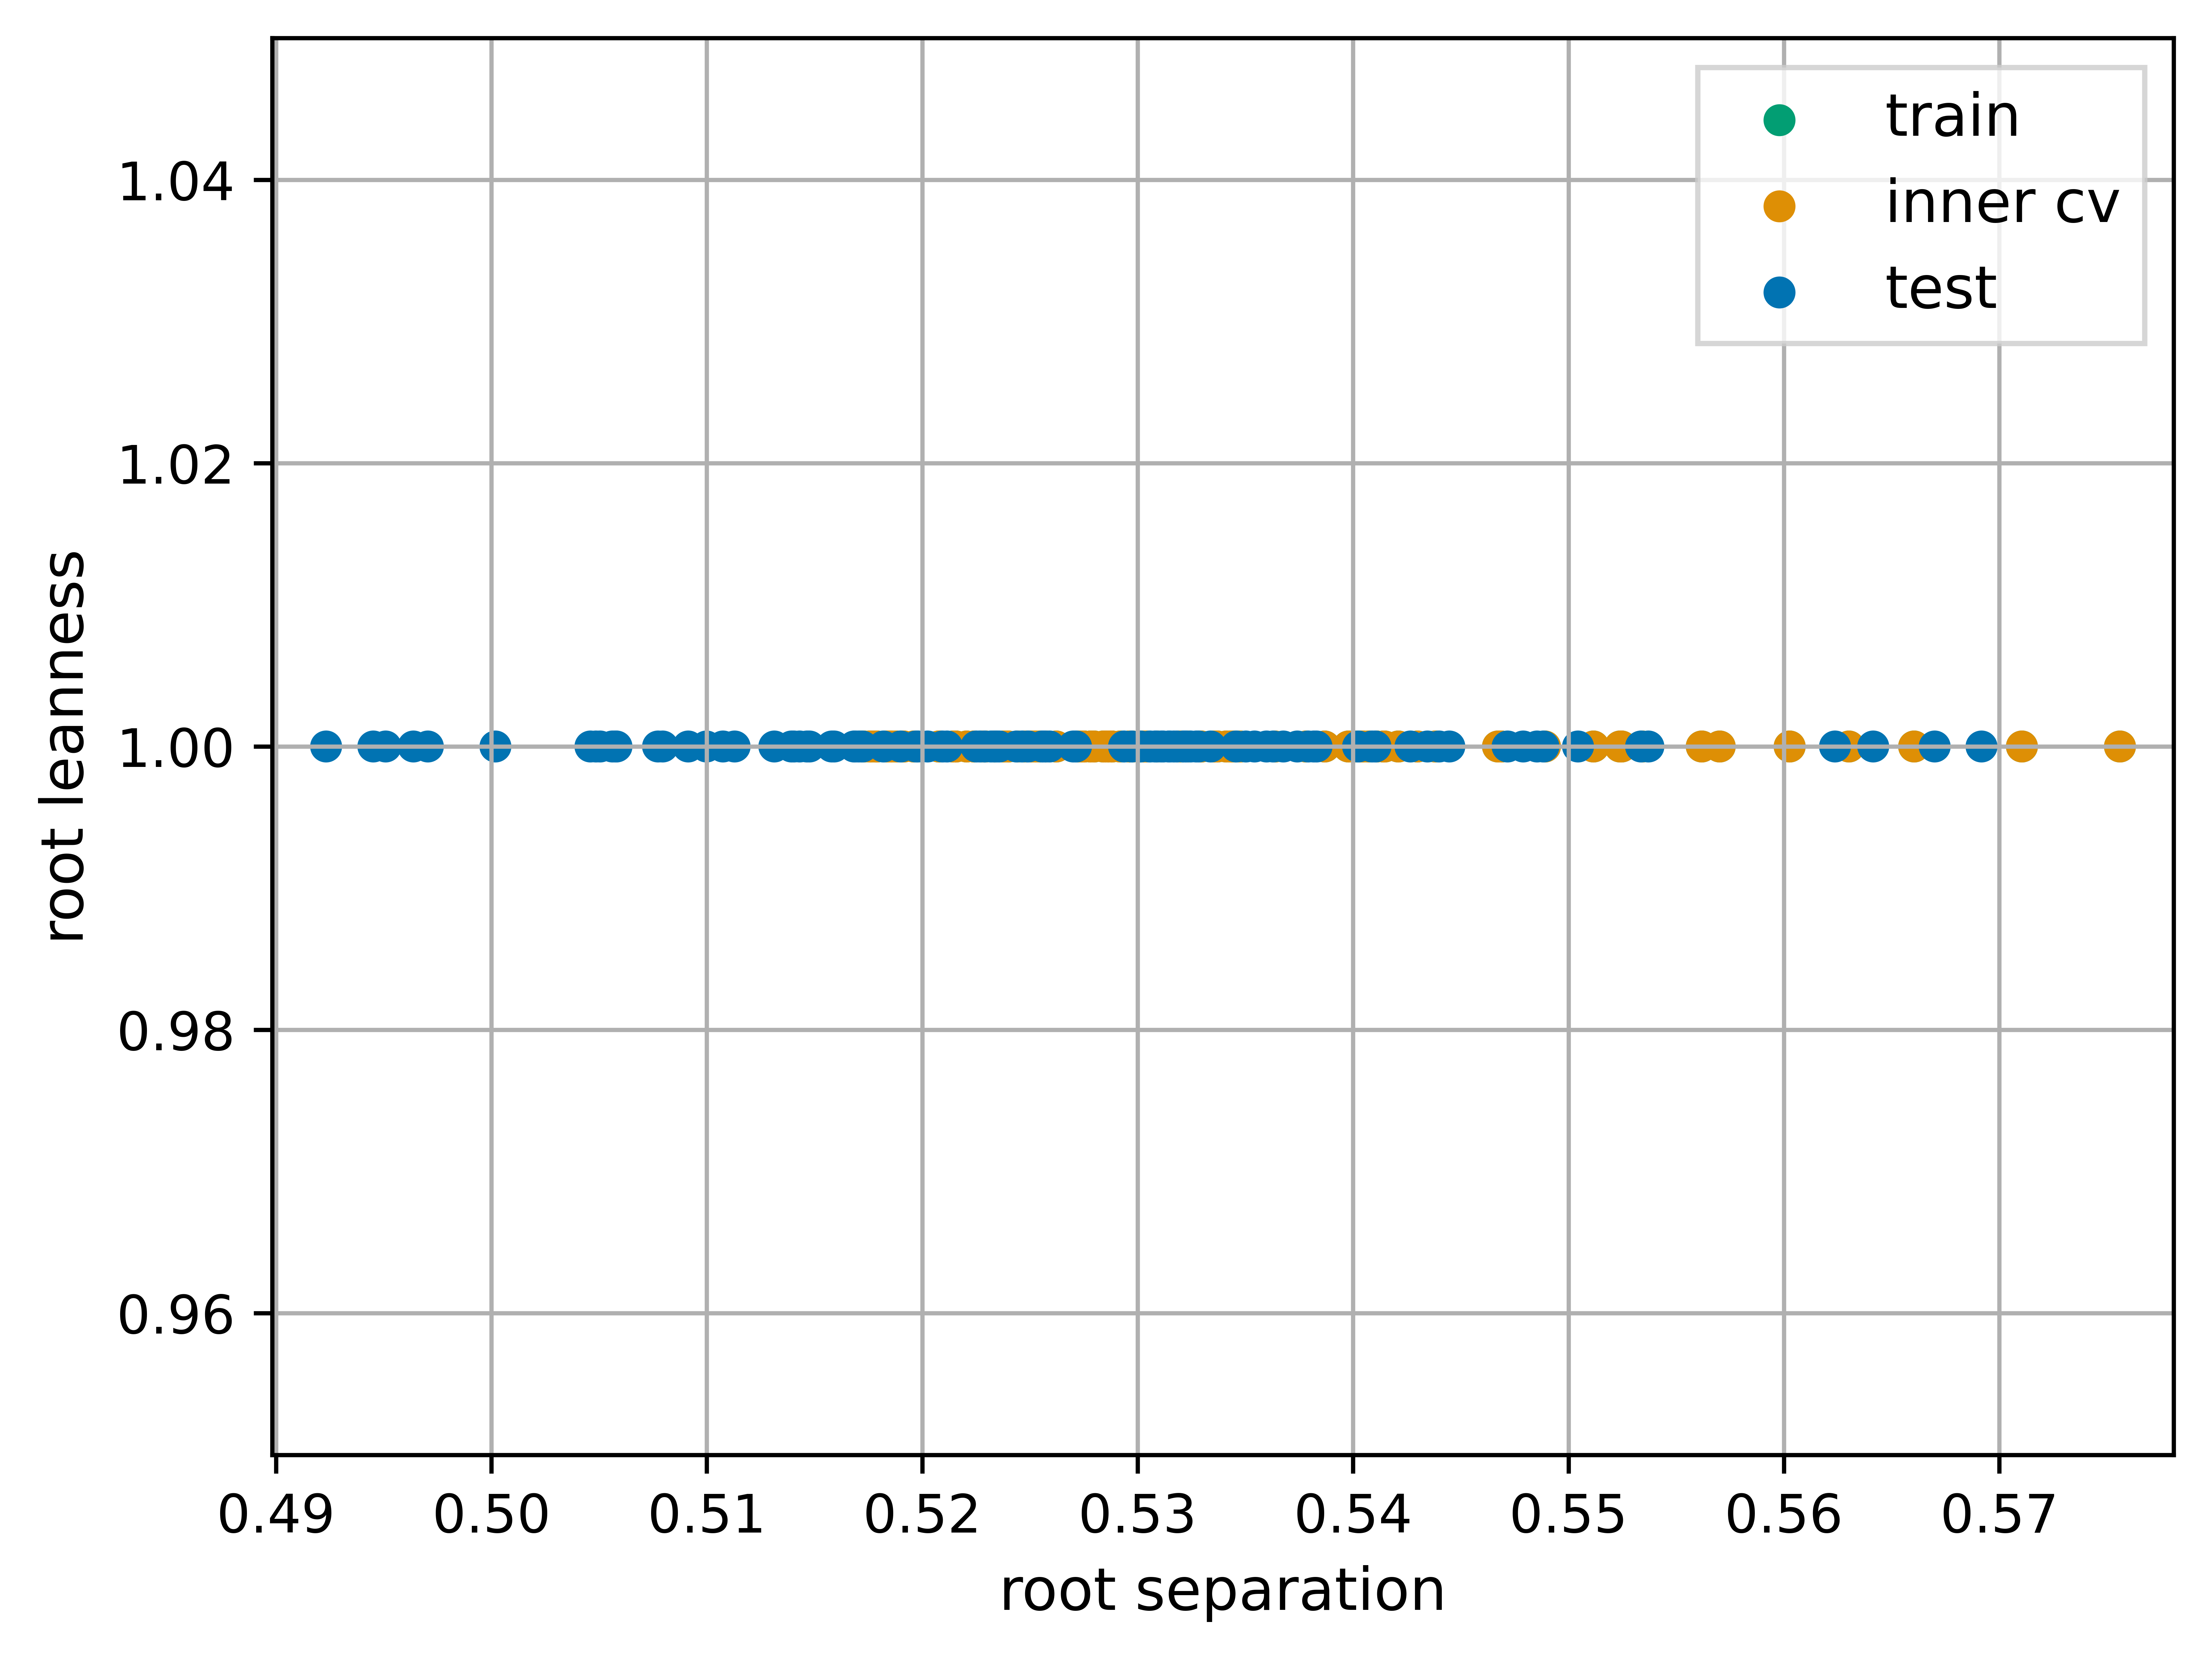 train
inner cv
test
1.04
1.02
1.00
0.98
0.96
root leanness
0.49 0.50 0.51 0.52 0.53 0.54 0.55 0.56 0.57
root separation